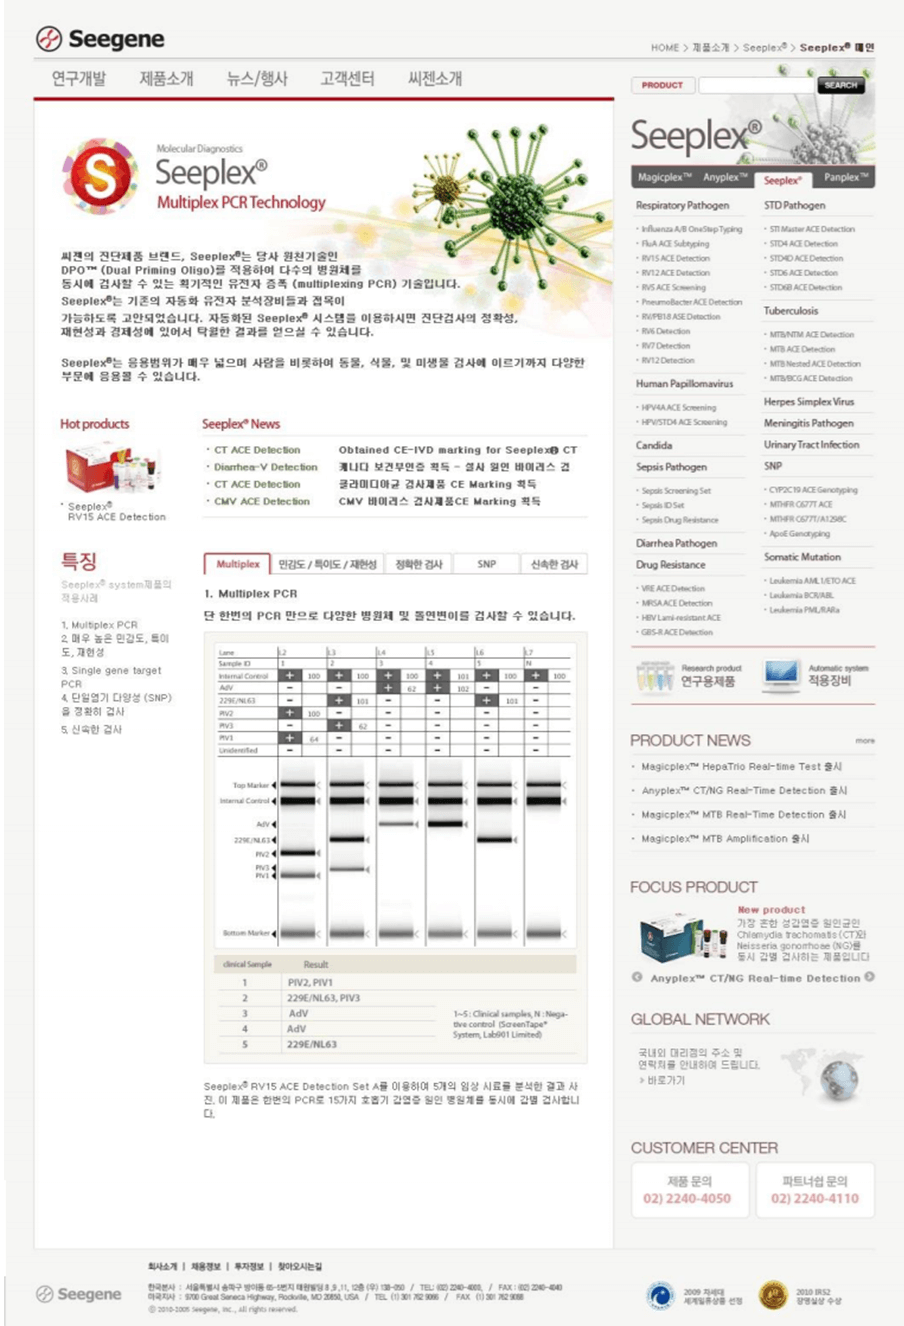 Seegene
HOME > 제품소개 > Seeplex® > Seeplex® 메인
연구개발 제품소개 뉴스/행사 고객센터 씨젠소개
PRODUCT SEARCH
Molecular Diagnostics
Seeplex®
Multiplex PCR Technology
씨젠의 진단제품 브랜드, Seeplex®는 당사 원천기술인
DPO™ (Dual Priming Oligo)를 적용하여 다수의 병원체를
동시에 검사할 수 있는 획기적인 유전자 증폭 (multiplexing PCR) 기술입니다.
Seeplex®는 기존의 자동화 유전자 분석장비들과 접목이
가능하도록 고안되었습니다. 자동화된 Seeplex® 시스템를 이용하시면 진단검사의 정확성,
재현성과 경제성에 있어서 탁월한 결과를 얻으실 수 있습니다.
Seeplex®는 응용범위가 매우 넓으며 사람을 비롯하여 동물, 식물, 및 미생물 검사에 이르기까지 다양한
부문에 응용할 수 있습니다.
Hot products
Seeplex®
RV15 ACE Detection
Seeplex® News
· CT ACE Detection Obtained CE-IVD marking for Seeplex® CT
· Diarrhea-V Detection 캐나다 보건부인증 획득 - 설사 원인 바이러스 검
· CT ACE Detection 클라미디아균 검사제품 CE Marking 획득
· CMV ACE Detection CMV 바이러스 검사제품CE Marking 획득
특징
Seeplex® system제품의
적용사례
1. Multiplex PCR
2. 매우 높은 민감도, 특이
도, 재현성
3. Single gene target
PCR
4. 단일염기 다양성 (SNP)
을 정확히 검사
5. 신속한 검사
Multiplex 민감도 / 특이도 / 재현성 정확한 검사 SNP 신속한 검사
1. Multiplex PCR
단 한번의 PCR 만으로 다양한 병원체 및 돌연변이를 검사할 수 있습니다.
Lane L2 L3 L4 L5 L6 L7
Sample ID 1 2 3 4 5 N
Internal Control + 100 + 100 + 100 + 101 + 100 + 100
AdV - - + 62 + 102 - -
229E/NL63 - + 101 - - + 101 -
PIV2 + 100 - - - - -
PIV3 - + 62 - - - -
PIV1 + 64 - - - - -
Unidentified - - - - - -
Top Marker
Internal Control
AdV
229E/NL63
PIV2
PIV3
PIV1
Bottom Marker
clinical Sample Result
1 PIV2, PIV1
2 229E/NL63, PIV3
3 AdV
4 AdV
5 229E/NL63
1~5 : Clinical samples, N : Nega-
tive control (ScreenTape®
System, Lab901 Limited)
Seeplex® RV15 ACE Detection Set A를 이용하여 5개의 임상 시료를 분석한 결과 사
진. 이 제품은 한번의 PCR로 15가지 호흡기 감염증 원인 병원체를 동시에 감별 검사합니
다.
Seeplex®
Magicplex™ Anyplex™ Seeplex® Panplex™
Respiratory Pathogen
· Influenza A/B OneStep Typing
· FluA ACE Subtyping
· RV15 ACE Detection
· RV12 ACE Detection
· RV5 ACE Screening
· PneumoBacter ACE Detection
· RV/PB18 ASE Detection
· RV6 Detection
· RV7 Detection
· RV12 Detection
Human Papillomavirus
· HPV4A ACE Screening
· HPV/STD4 ACE Screening
Candida
Sepsis Pathogen
· Sepsis Screening Set
· Sepsis ID Set
· Sepsis Drug Resistance
Diarrhea Pathogen
Drug Resistance
· VRE ACE Detection
· MRSA ACE Detection
· HBV Lami-resistant ACE
· GBS-R ACE Detection
STD Pathogen
· STI Master ACE Detection
· STD4 ACE Detection
· STD4D ACE Detection
· STD6 ACE Detection
· STD6B ACE Detection
Tuberculosis
· MTB/NTM ACE Detection
· MTB ACE Detection
· MTB Nested ACE Detection
· MTB/BCG ACE Detection
Herpes Simplex Virus
Meningitis Pathogen
Urinary Tract Infection
SNP
· CYP2C19 ACE Genotyping
· MTHFR C677T ACE
· MTHFR C677T/A1298C
· ApoE Genotyping
Somatic Mutation
· Leukemia AML1/ETO ACE
· Leukemia BCR/ABL
· Leukemia PML/RARa
Research product
연구용제품
Automatic system
적용장비
PRODUCT NEWS more
· Magicplex™ HepaTrio Real-time Test 출시
· Anyplex™ CT/NG Real-Time Detection 출시
· Magicplex™ MTB Real-Time Detection 출시
· Magicplex™ MTB Amplification 출시
FOCUS PRODUCT
New product
가장 흔한 성감염증 원인균인
Chlamydia trachomatis (CT)와
Neisseria gonorrhoae (NG)를
동시 감별 검사하는 제품입니다
Anyplex™ CT/NG Real-time Detection
GLOBAL NETWORK
국내외 대리점의 주소 및
연락처를 안내하여 드립니다.
> 바로가기
CUSTOMER CENTER
제품 문의
02) 2240-4050
파트너쉽 문의
02) 2240-4110
회사소개 | 채용정보 | 투자정보 | 찾아오시는길
Seegene
한국본사 : 서울특별시 송파구 방이동 65-5번지 태원빌딩 8 ,9 ,11, 12층 (우) 138-050 / TEL: (02) 2240-4000, / FAX : (02) 2240-4040
미국지사 : 9700 Great Seneca Highway, Rockville, MD 20850, USA / TEL (1) 301 762 9066 / FAX (1) 301 762 9088
ⓒ 2010-2005 Seegene, Inc., All rights reserved.
2009 차세대
세계일류상품 선정
2010 IR52
장영실상 수상